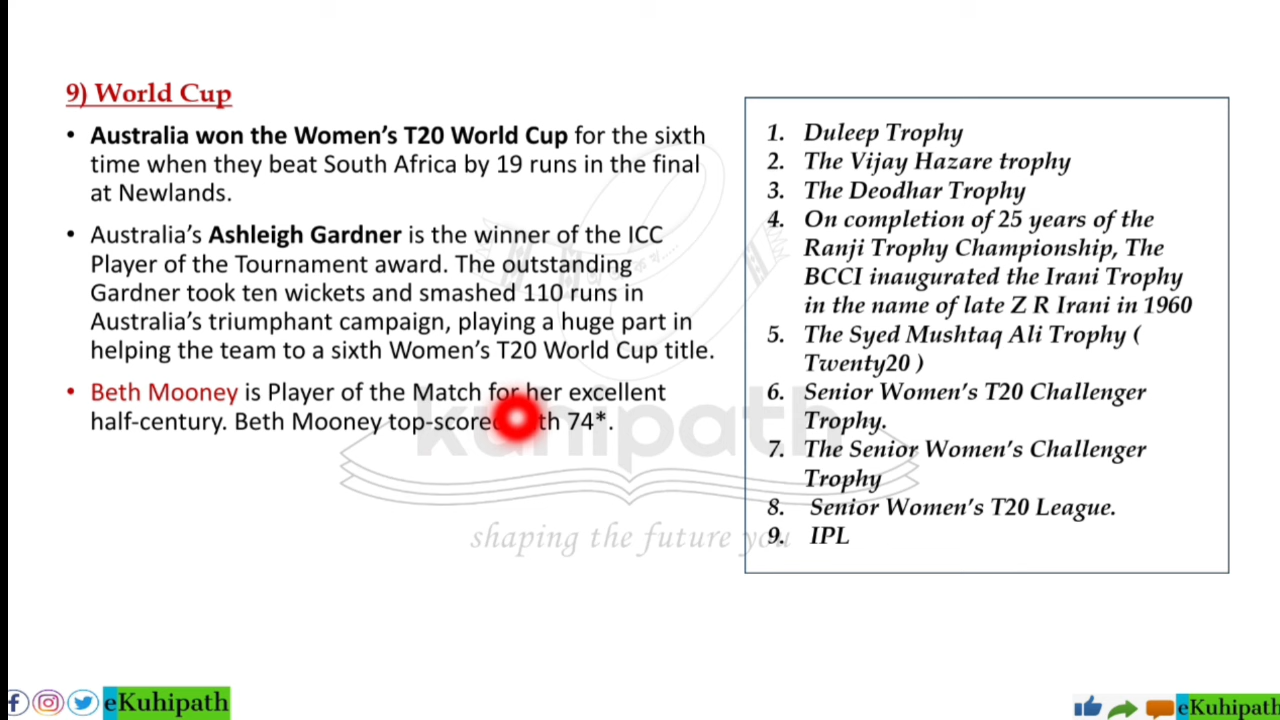 9) World Cup
• Australia won the Women's T20 World Cup for the sixth
time when they beat South Africa by 19 runs in the final
at Newlands.
• Australia's Ashleigh Gardner is the winner of the ICC
Player of the Tournament award. The outstanding
Gardner took ten wickets and smashed 110 runs in
Australia's triumphant campaign, playing a huge part in
helping the team to a sixth Women's T20 World Cup title.
• Beth Mooney is Player of the Match for her excellent
half-century. Beth Mooney top-scored 74*.
1. Duleep Trophy
2. The Vijay Hazare trophy
3. The Deodhar Trophy
4. On completion of 25 years of the
Ranji Trophy Championship, The
BCCI inaugurated the Irani Trophy
in the name of late Z R Irani in 1960
5. The Syed Mushtaq Ali Trophy (
Twenty20 )
6. Senior Women's T20 Challenger
Trophy.
7. The Senior Women's Challenger
Trophy
8. Senior Women's T20 League.
9. IPL
kuhipath
shaping the future you
eKuhipath
eKuhipath